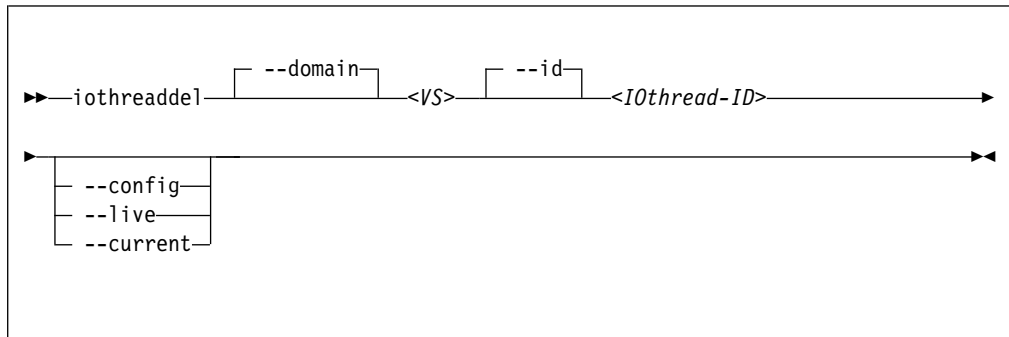 --domain --id
iothreaddel <VS> <IOthread-ID>
--config
--live
--current